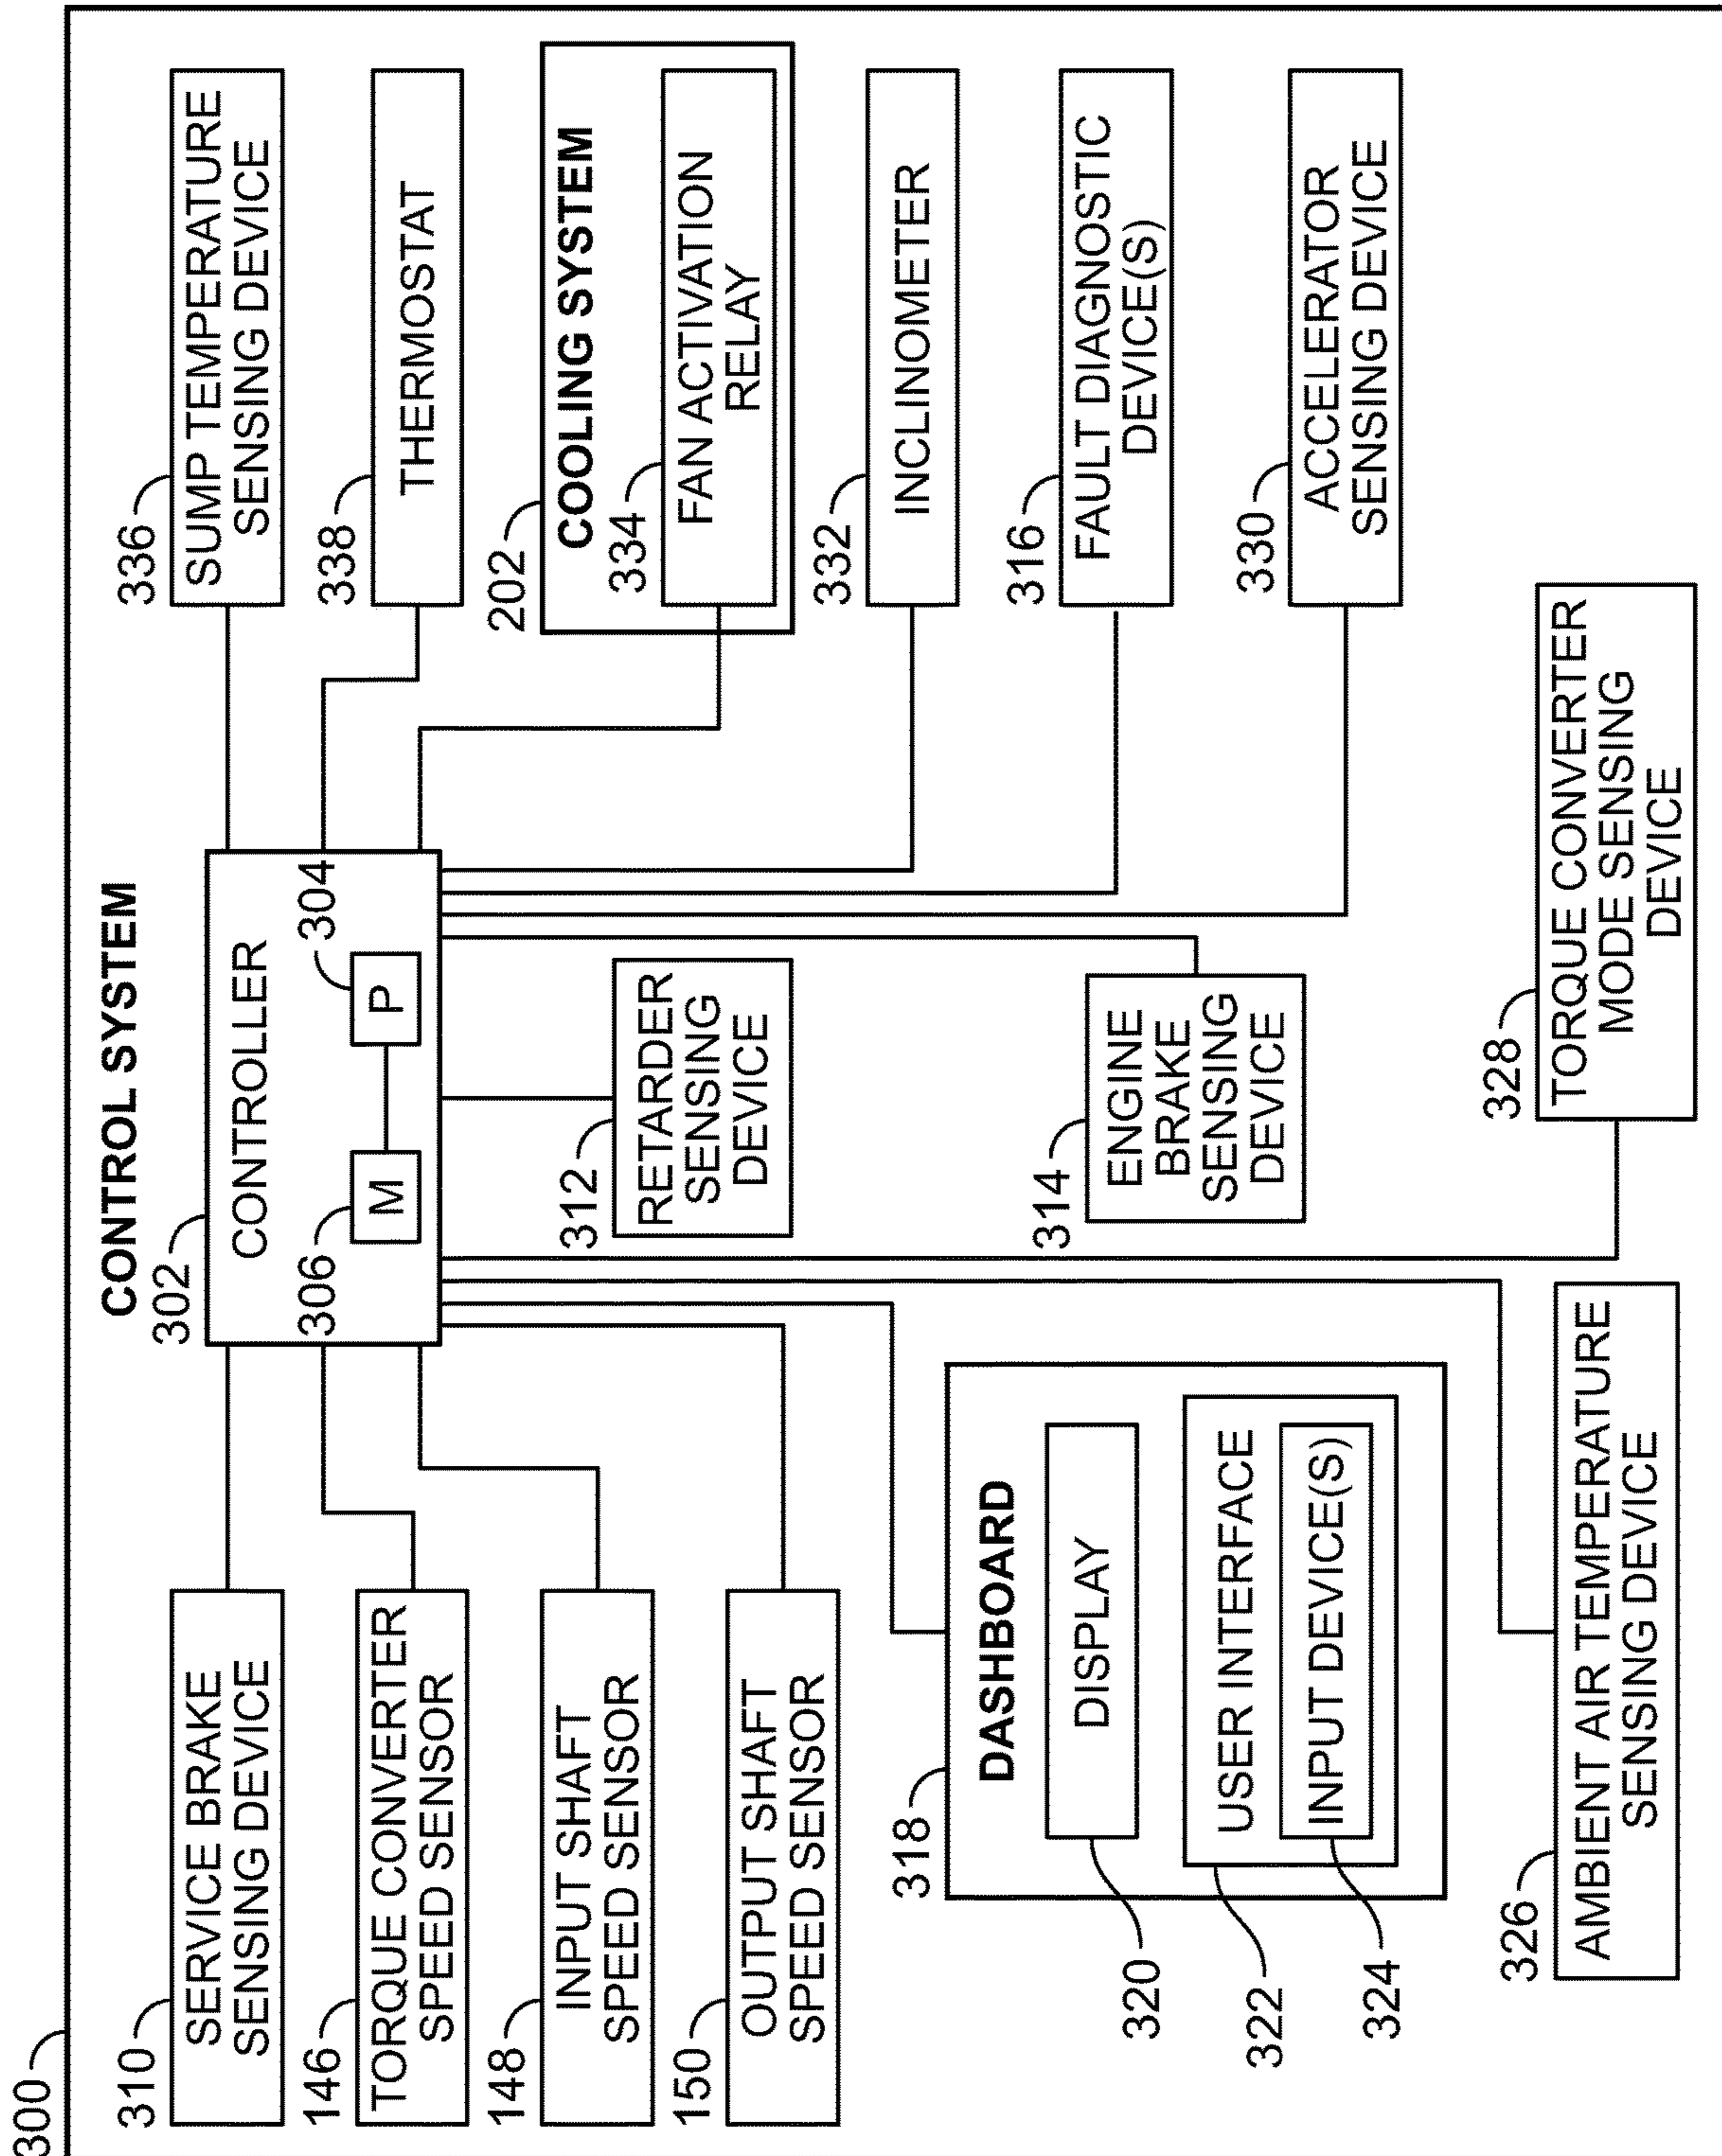 300
CONTROL SYSTEM
302
CONTROLLER
306
M
304
P
310
SERVICE BRAKE
SENSING DEVICE
146
TORQUE CONVERTER
SPEED SENSOR
148
INPUT SHAFT
SPEED SENSOR
150
OUTPUT SHAFT
SPEED SENSOR
336
SUMP TEMPERATURE
SENSING DEVICE
338
THERMOSTAT
202
COOLING SYSTEM
334
FAN ACTIVATION
RELAY
332
INCLINOMETER
316
FAULT DIAGNOSTIC
DEVICE(S)
330
ACCELERATOR
SENSING DEVICE
312
RETARDER
SENSING
DEVICE
314
ENGINE
BRAKE
SENSING
DEVICE
318
DASHBOARD
DISPLAY
320
USER INTERFACE
322
INPUT DEVICE(S)
324
326
AMBIENT AIR TEMPERATURE
SENSING DEVICE
328
TORQUE CONVERTER
MODE SENSING
DEVICE